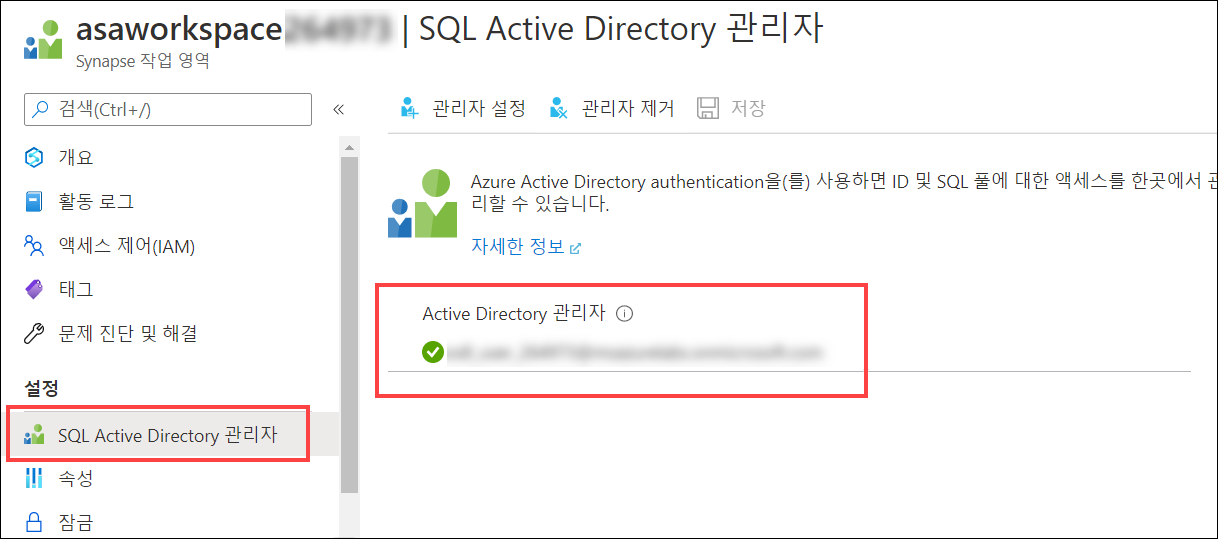 asaworkspace | SQL Active Directory 관리자
Synapse 작업 영역
검색(Ctrl+/)
«
관리자 설정
관리자 제거
저장
개요
활동 로그
액세스 제어(IAM)
태그
문제 진단 및 해결
설정
SQL Active Directory 관리자
속성
잠금
Azure Active Directory authentication을(를) 사용하면 ID 및 SQL 풀에 대한 액세스를 한곳에서 관
리할 수 있습니다.
자세한 정보
Active Directory 관리자